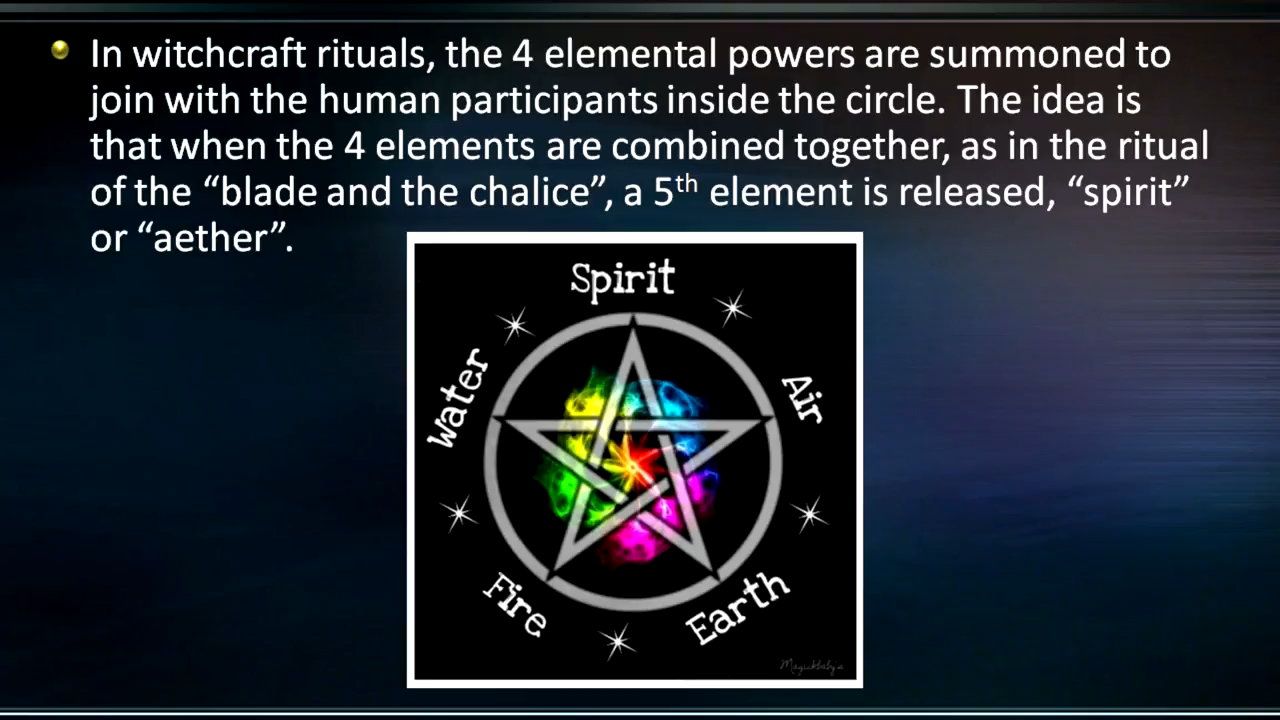 In witchcraft rituals, the 4 elemental powers are summoned to
join with the human participants inside the circle. The idea is
that when the 4 elements are combined together, as in the ritual
of the “blade and the chalice”, a 5th element is released, “spirit”
or “aether”.
Spirit
Water
Air
Fire
Earth